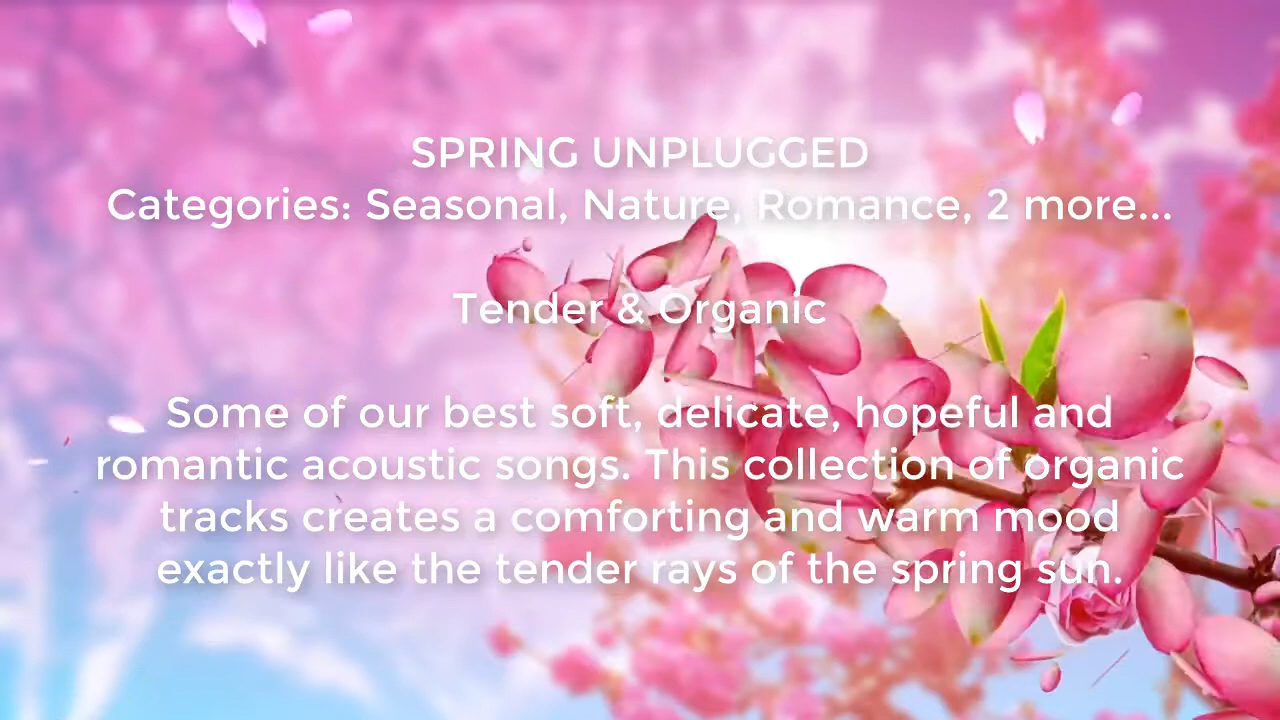 SPRING UNPLUGGED
Categories: Seasonal, Nature, Romance, 2 more...
Tender & Organic
Some of our best soft, delicate, hopeful and
romantic acoustic songs. This collection of organic
tracks creates a comforting and warm mood
exactly like the tender rays of the spring sun.